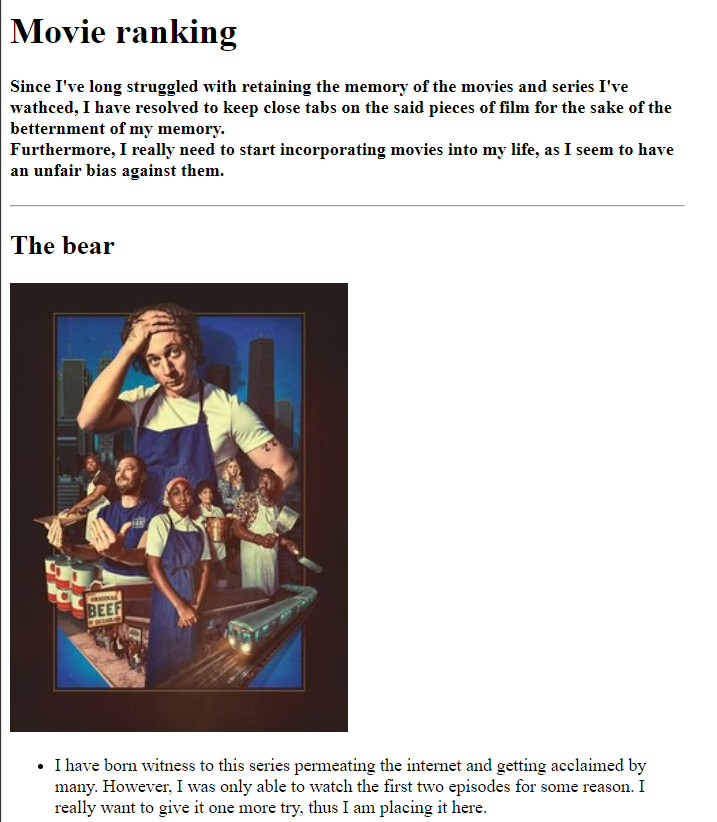 Movie ranking
Since I've long struggled with retaining the memory of the movies and series I've
wathced, I have resolved to keep close tabs on the said pieces of film for the sake of the
betternment of my memory.
Furthermore, I really need to start incorporating movies into my life, as I seem to have
an unfair bias against them.
The bear
ORIGINAL
BEEF
• I have born witness to this series permeating the internet and getting acclaimed by
many. However, I was only able to watch the first two episodes for some reason. I
really want to give it one more try, thus I am placing it here.